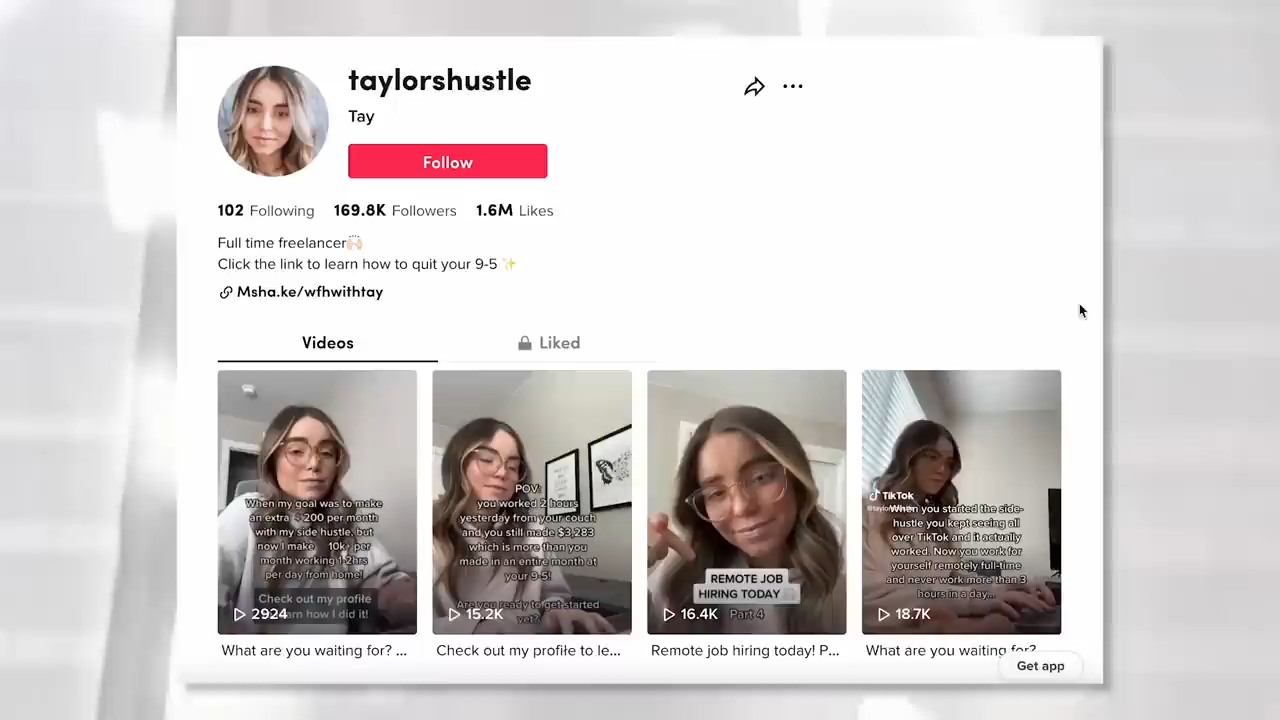 taylorshustle
Tay
Follow
102 Following 169.8K Followers 1.6M Likes
Full time freelancer🙌🏻
Click the link to learn how to quit your 9-5 ✨
Msha.ke/wfhwithtay
Videos
Liked
When my goal was to make
an extra 200 per month
with my side hustle, but
now I make 10k+ per
month working 1-2hrs
per day from home!
Check out my profile
learn how I did it!
2924
What are you waiting for? ...
POV:
you worked 2 hours
yesterday from your couch
and you still made $3,283
which is more than you
made in an entire month at
your 9-5!
Are you ready to get started
yet?
15.2K
Check out my profile to le...
REMOTE JOB
HIRING TODAY
Part 4
16.4K
Remote job hiring today! P...
TikTok
When you started the side-
hustle you kept seeing all
over TikTok and it actually
worked. Now you work for
yourself remotely full-time
and never work more than 3
hours in a day...
18.7K
What are you waiting for?
Get app